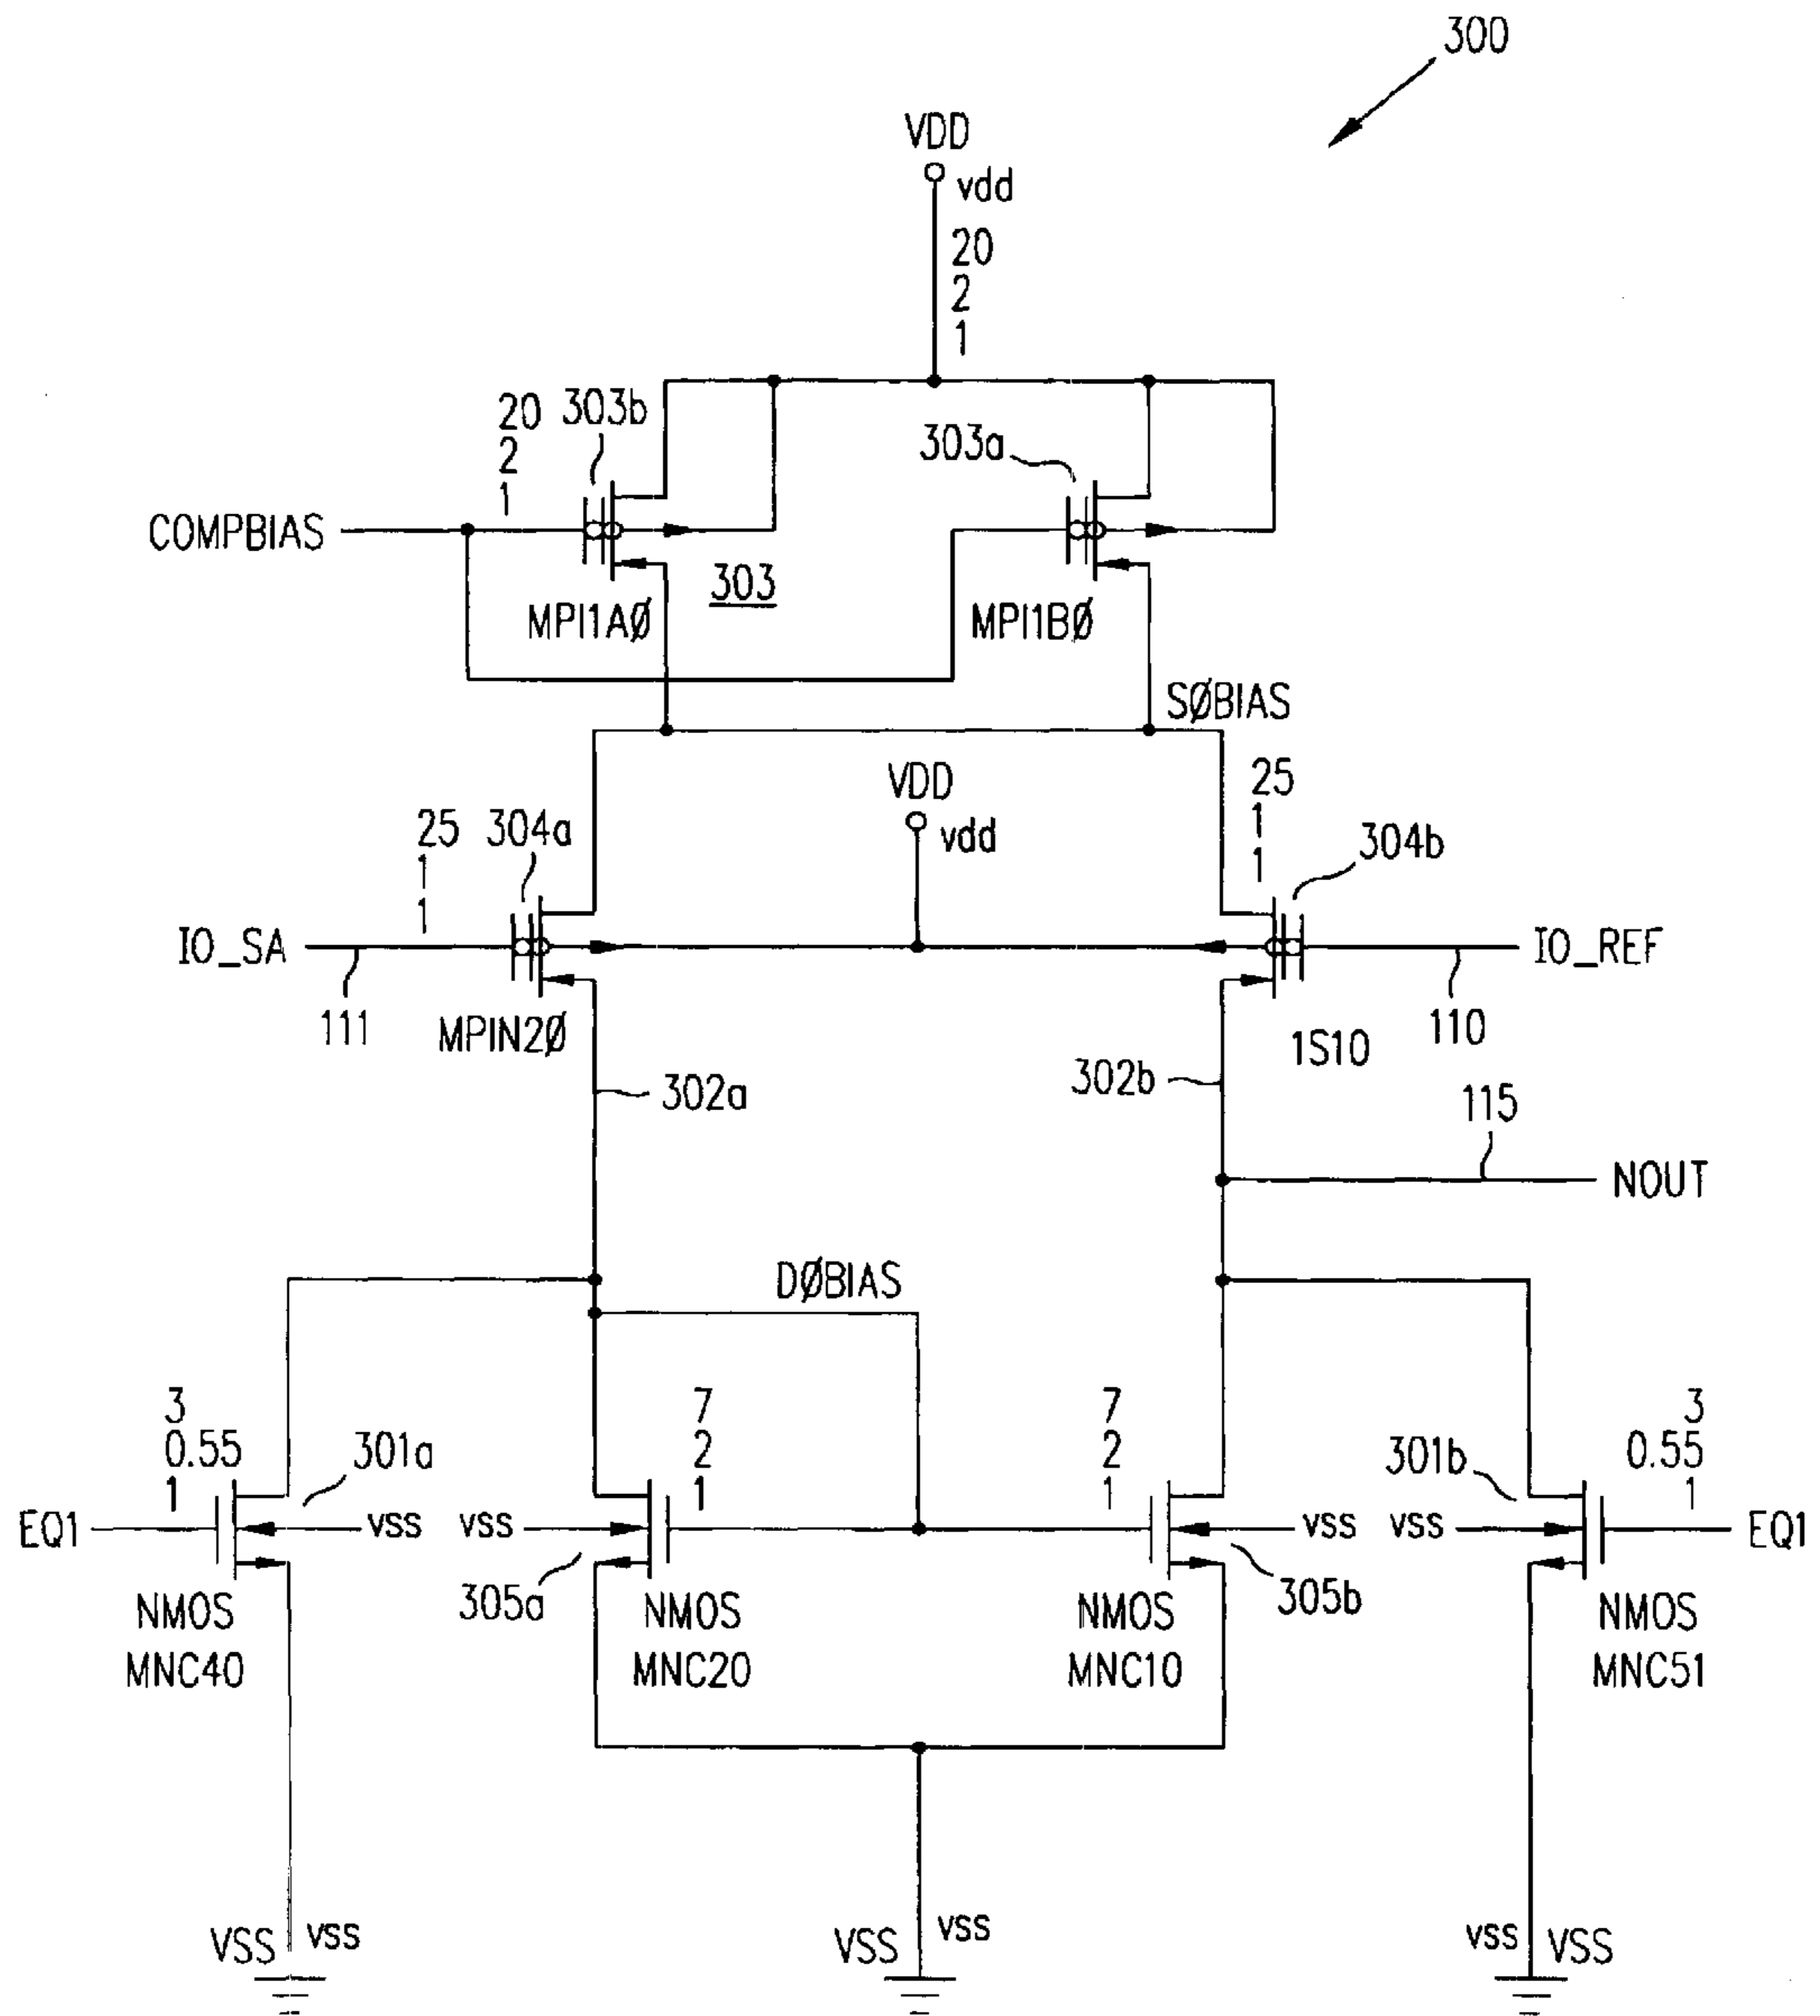 300
VDD
vdd
20
2
1
20
2
1
303b
303a
COMPBIAS
303
MPI1AØ
MPI1BØ
SØBIAS
VDD
vdd
25
1
1
304a
25
1
1
304b
IO_SA
IO_REF
111
MPIN2Ø
1S10
110
302a
302b
115
NOUT
DØBIAS
3
0.55
1
301a
7
2
1
7
2
1
301b
3
0.55
1
EQ1
vss
vss
vss
vss
EQ1
305a
305b
NMOS
MNC40
NMOS
MNC20
NMOS
MNC10
NMOS
MNC51
VSS
vss
VSS
vss
vss
VSS